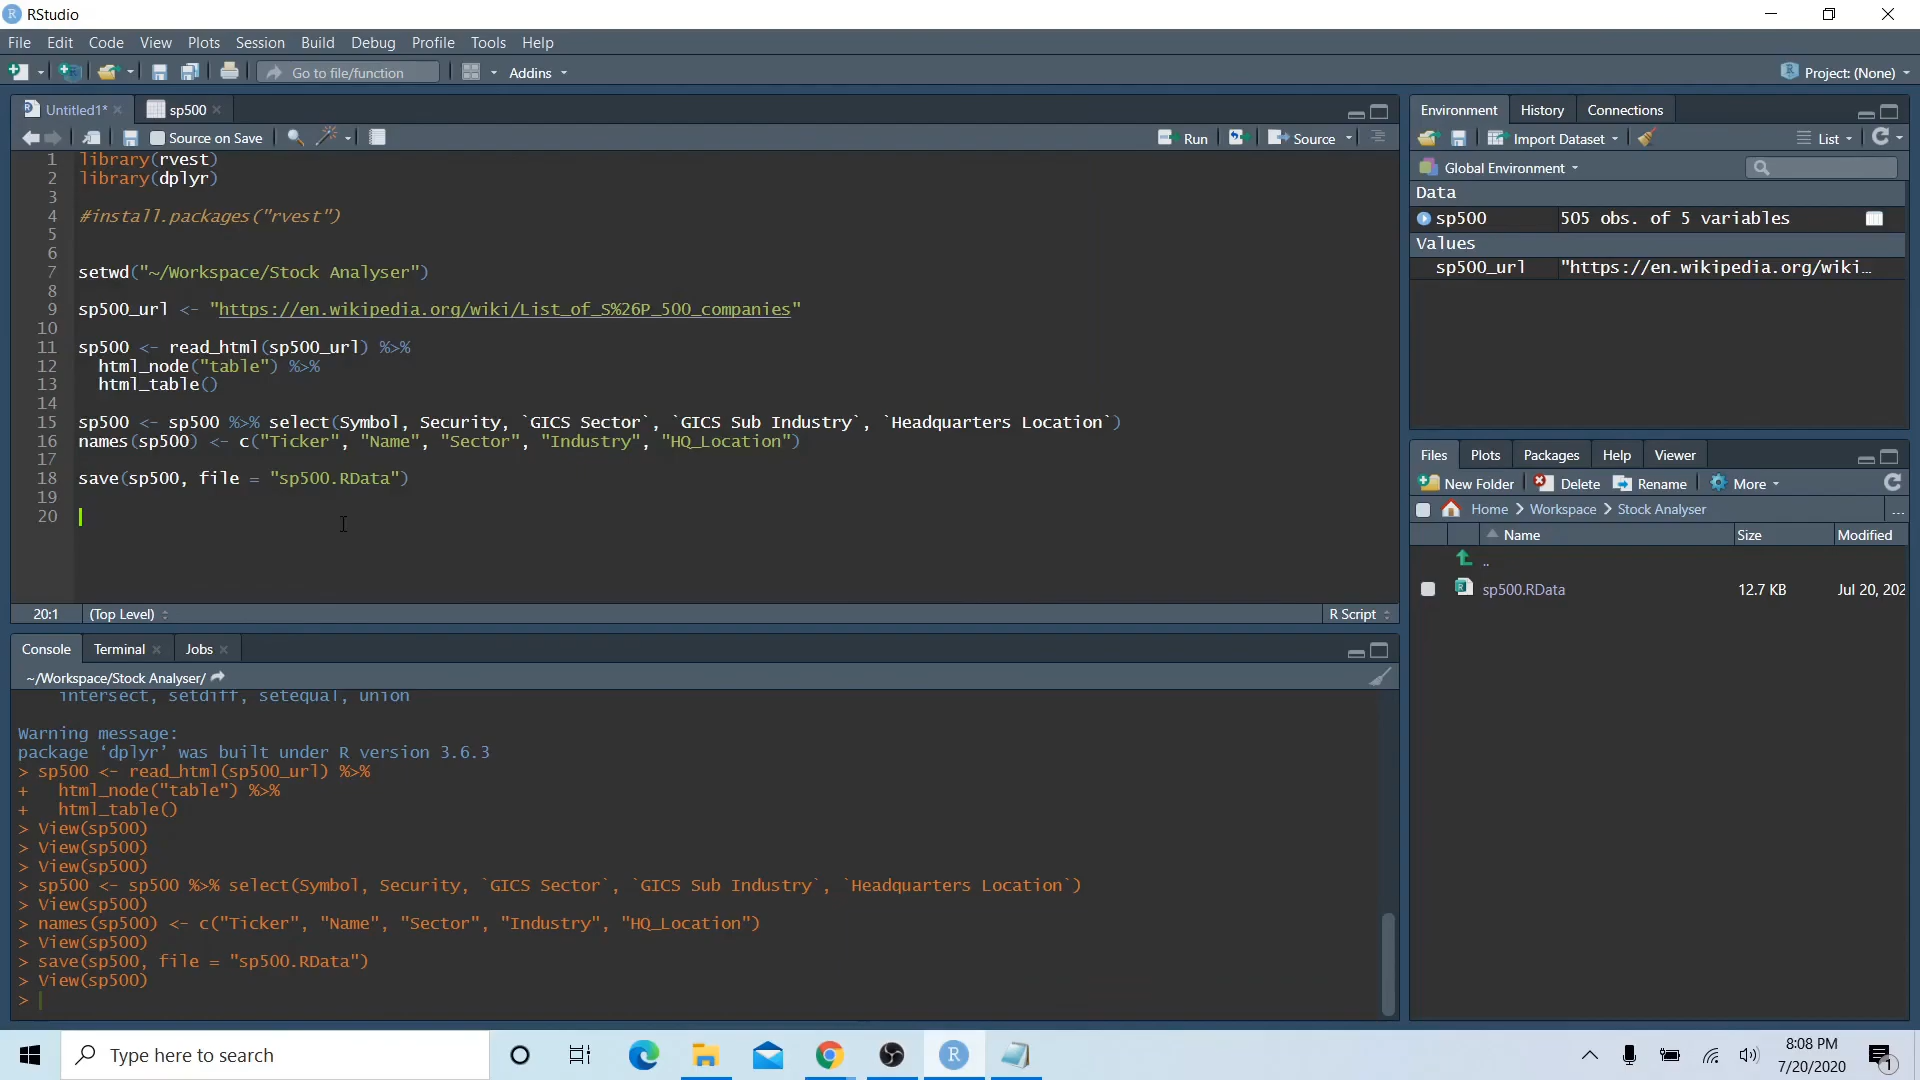 RStudio
File Edit Code View Plots Session Build Debug Profile Tools Help
Go to file/function Addins Project: (None)
Untitled1* sp500
Source on Save Run Source
1 library(rvest)
2 library(dplyr)
3
4 #install.packages("rvest")
5
6
7 setwd("~/Workspace/Stock Analyser")
8
9 sp500_url <- "https://en.wikipedia.org/wiki/List_of_S%26P_500_companies"
10
11 sp500 <- read_html(sp500_url) %>%
12 html_node("table") %>%
13 html_table()
14
15 sp500 <- sp500 %>% select(Symbol, Security, `GICS Sector`, `GICS Sub Industry`, `Headquarters Location`)
16 names(sp500) <- c("Ticker", "Name", "Sector", "Industry", "HQ_Location")
17
18 save(sp500, file = "sp500.RData")
19
20
20:1 (Top Level) R Script
Console Terminal Jobs
~/Workspace/Stock Analyser/
intersect, setdiff, setequal, union
Warning message:
package ‘dplyr’ was built under R version 3.6.3
> sp500 <- read_html(sp500_url) %>%
+ html_node("table") %>%
+ html_table()
> View(sp500)
> View(sp500)
> View(sp500)
> sp500 <- sp500 %>% select(Symbol, Security, `GICS Sector`, `GICS Sub Industry`, `Headquarters Location`)
> View(sp500)
> names(sp500) <- c("Ticker", "Name", "Sector", "Industry", "HQ_Location")
> View(sp500)
> save(sp500, file = "sp500.RData")
> View(sp500)
>
Environment History Connections
Import Dataset List
Global Environment
Data
sp500 505 obs. of 5 variables
Values
sp500_url "https://en.wikipedia.org/wiki…
Files Plots Packages Help Viewer
New Folder Delete Rename More
Home Workspace Stock Analyser ...
Name Size Modified
..
sp500.RData 12.7 KB Jul 20, 202
Type here to search
8:08 PM
7/20/2020
1